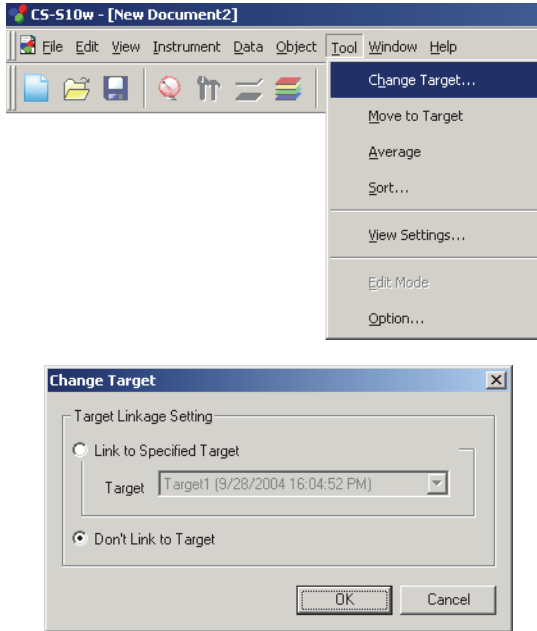 CS-S10w - [New Document2]
File Edit View Instrument Data Object Tool Window Help
Change Target...
Move to Target
Average
Sort...
View Settings...
Edit Mode
Option...
Change Target
Target Linkage Setting
Link to Specified Target
Target Target1 (9/28/2004 16:04:52 PM)
Don't Link to Target
OK Cancel